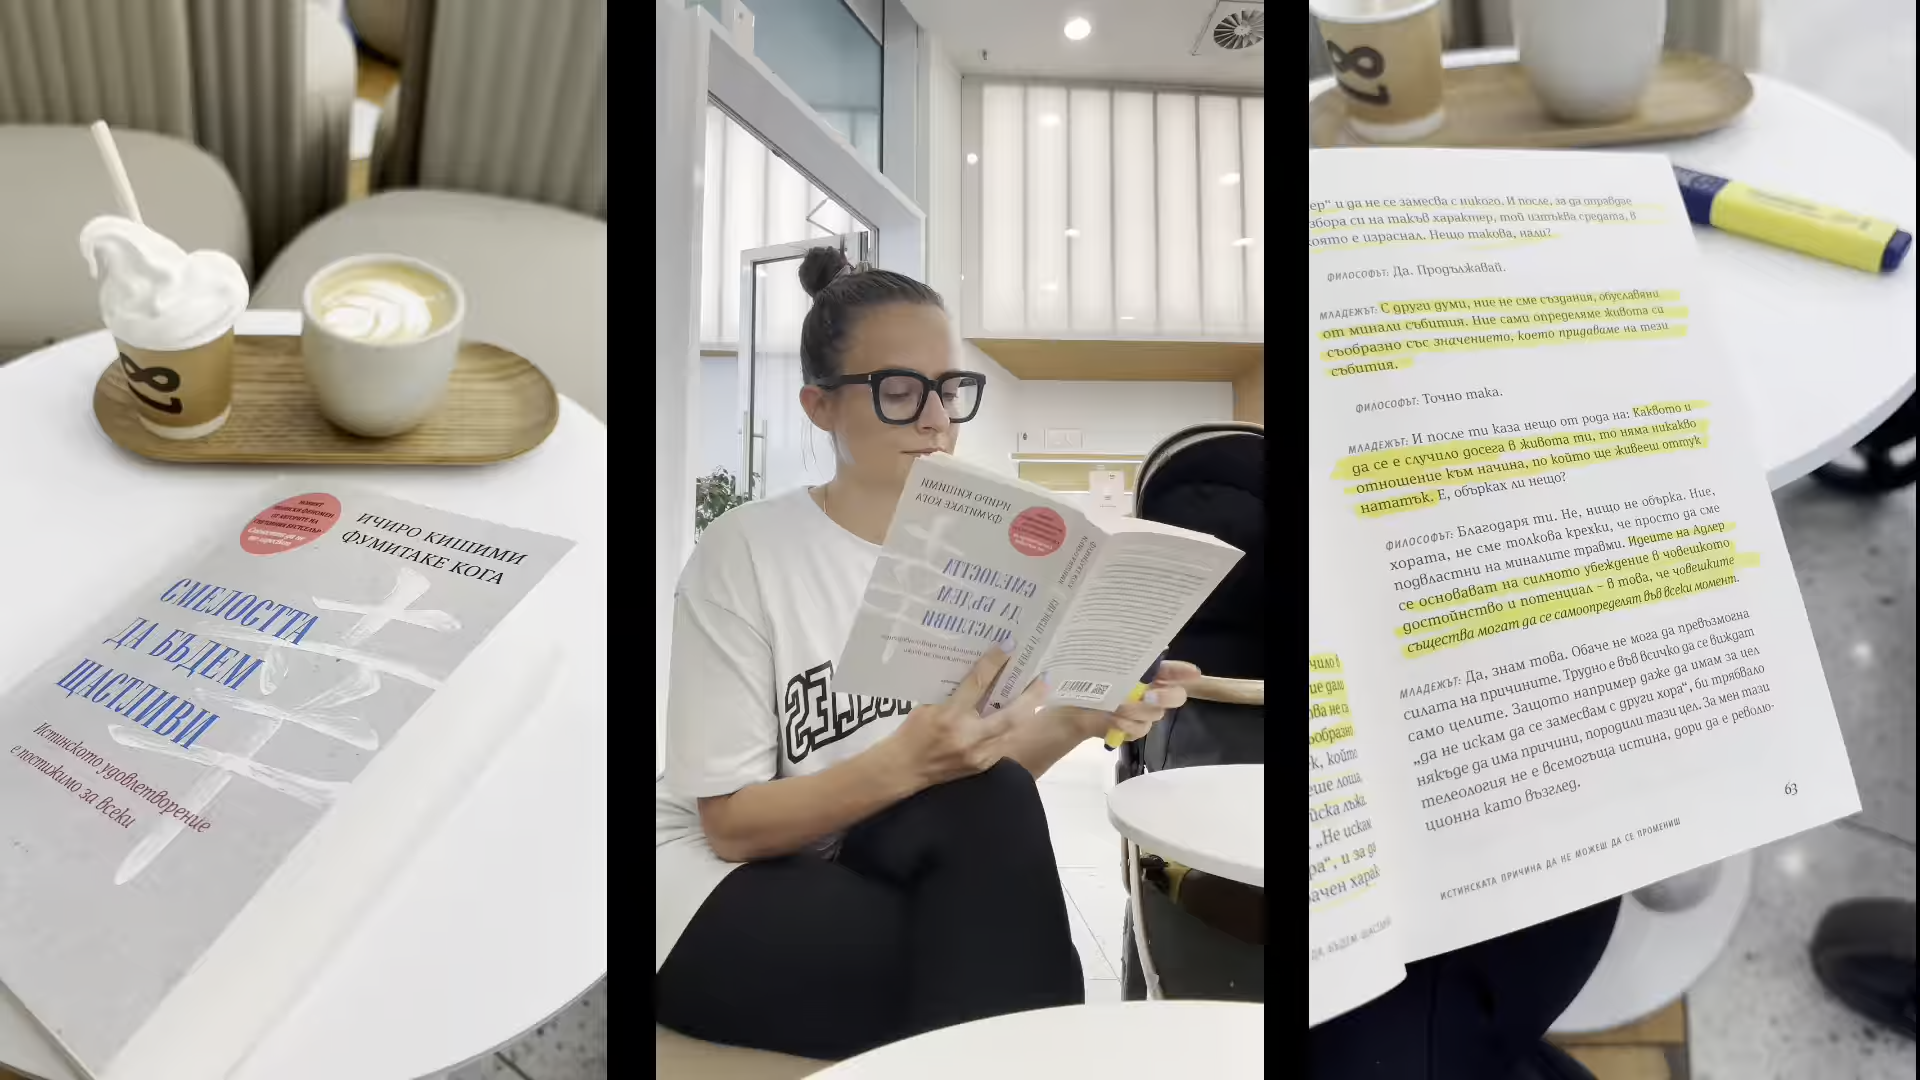 ИЧИРО КИШИМИ
ФУМИТАКЕ КОГА
СМЕЛОСТТА
ДА БЪДЕМ
ЩАСТЛИВИ
Истинското удовлетворение
е постижимо за всеки
ИЧИРО КИШИМИ
ФУМИТАКЕ КОГА
СМЕЛОСТТА
ДА БЪДЕМ
ЩАСТЛИВИ
ер“ и да не се замесва с никого. И после, за да оправдае
избора си на такъв характер, той изтъква средата, в
която е израснал. Нещо такова, нали?
ФИЛОСОФЪТ: Да. Продължавай.
МЛАДЕЖЪТ: С други думи, ние не сме създания, обуславяни
от минали събития. Ние сами определяме живота си
съобразно със значението, което придаваме на тези
събития.
ФИЛОСОФЪТ: Точно така.
МЛАДЕЖЪТ: И после ти каза нещо от рода на: Каквото и
да се е случило досега в живота ти, то няма никакво
отношение към начина, по който ще живееш оттук
нататък. Е, обърках ли нещо?
ФИЛОСОФЪТ: Благодаря ти. Не, нищо не обърка. Ние,
хората, не сме толкова крехки, че просто да сме
подвластни на миналите травми. Идеите на Адлер
се основават на силното убеждение в човешкото
достойнство и потенциал – в това, че човешките
същества могат да се самоопределят във всеки момент.
МЛАДЕЖЪТ: Да, знам това. Обаче не мога да превъзмогна
силата на причините. Трудно е във всичко да се виждат
само целите. Защото например даже да имам за цел
„да не искам да се замесвам с други хора“, би трябвало
някъде да има причини, породили тази цел. За мен тази
телеология не е всемогъща истина, дори да е револю-
ционна като възглед.
63
ИСТИНСКАТА ПРИЧИНА ДА НЕ МОЖЕШ ДА СЕ ПРОМЕНИШ